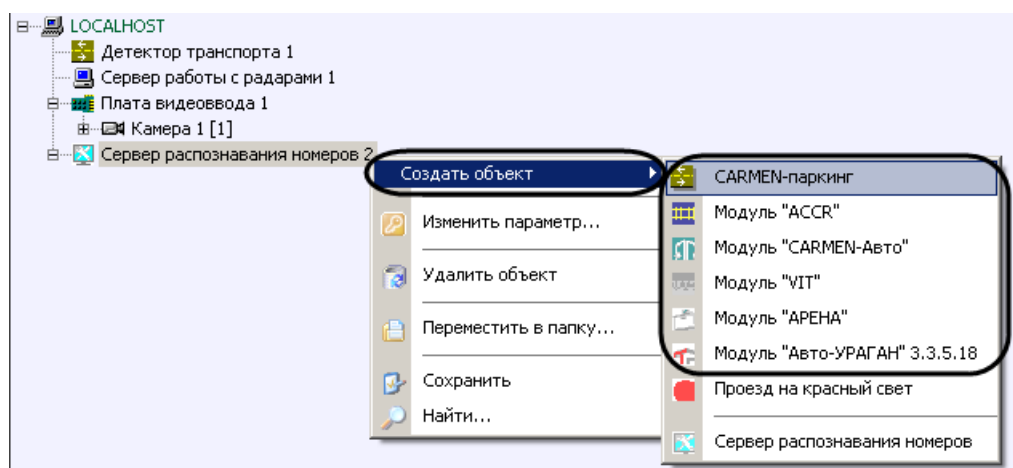 LOCALHOST
Детектор транспорта 1
Сервер работы с радарами 1
Плата видеоввода 1
Камера 1 [1]
Сервер распознавания номеров 2
Создать объект
Изменить параметр...
Удалить объект
Переместить в папку...
Сохранить
Найти...
CARMEN-паркинг
Модуль "ACCR"
Модуль "CARMEN-Авто"
Модуль "VIT"
Модуль "АРЕНА"
Модуль "Авто-УРАГАН" 3.3.5.18
Проезд на красный свет
Сервер распознавания номеров